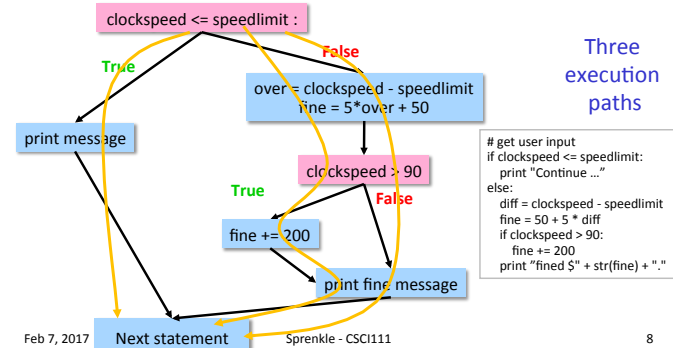 clockspeed <= speedlimit :
True
False
Three
execution
paths
over = clockspeed - speedlimit
fine = 5*over + 50
print message
clockspeed > 90
True
False
fine += 200
print fine message
Next statement
# get user input
if clockspeed <= speedlimit:
print "Continue ...”
else:
diff = clockspeed - speedlimit
fine = 50 + 5 * diff
if clockspeed > 90:
fine += 200
print ”fined $" + str(fine) + "."
Feb 7, 2017
Sprenkle - CSCI111
8